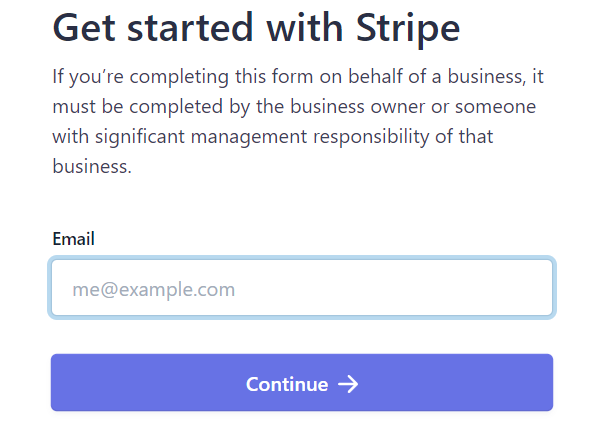 Get started with Stripe
If you’re completing this form on behalf of a business, it
must be completed by the business owner or someone
with significant management responsibility of that
business.
Email
me@example.com
Continue →